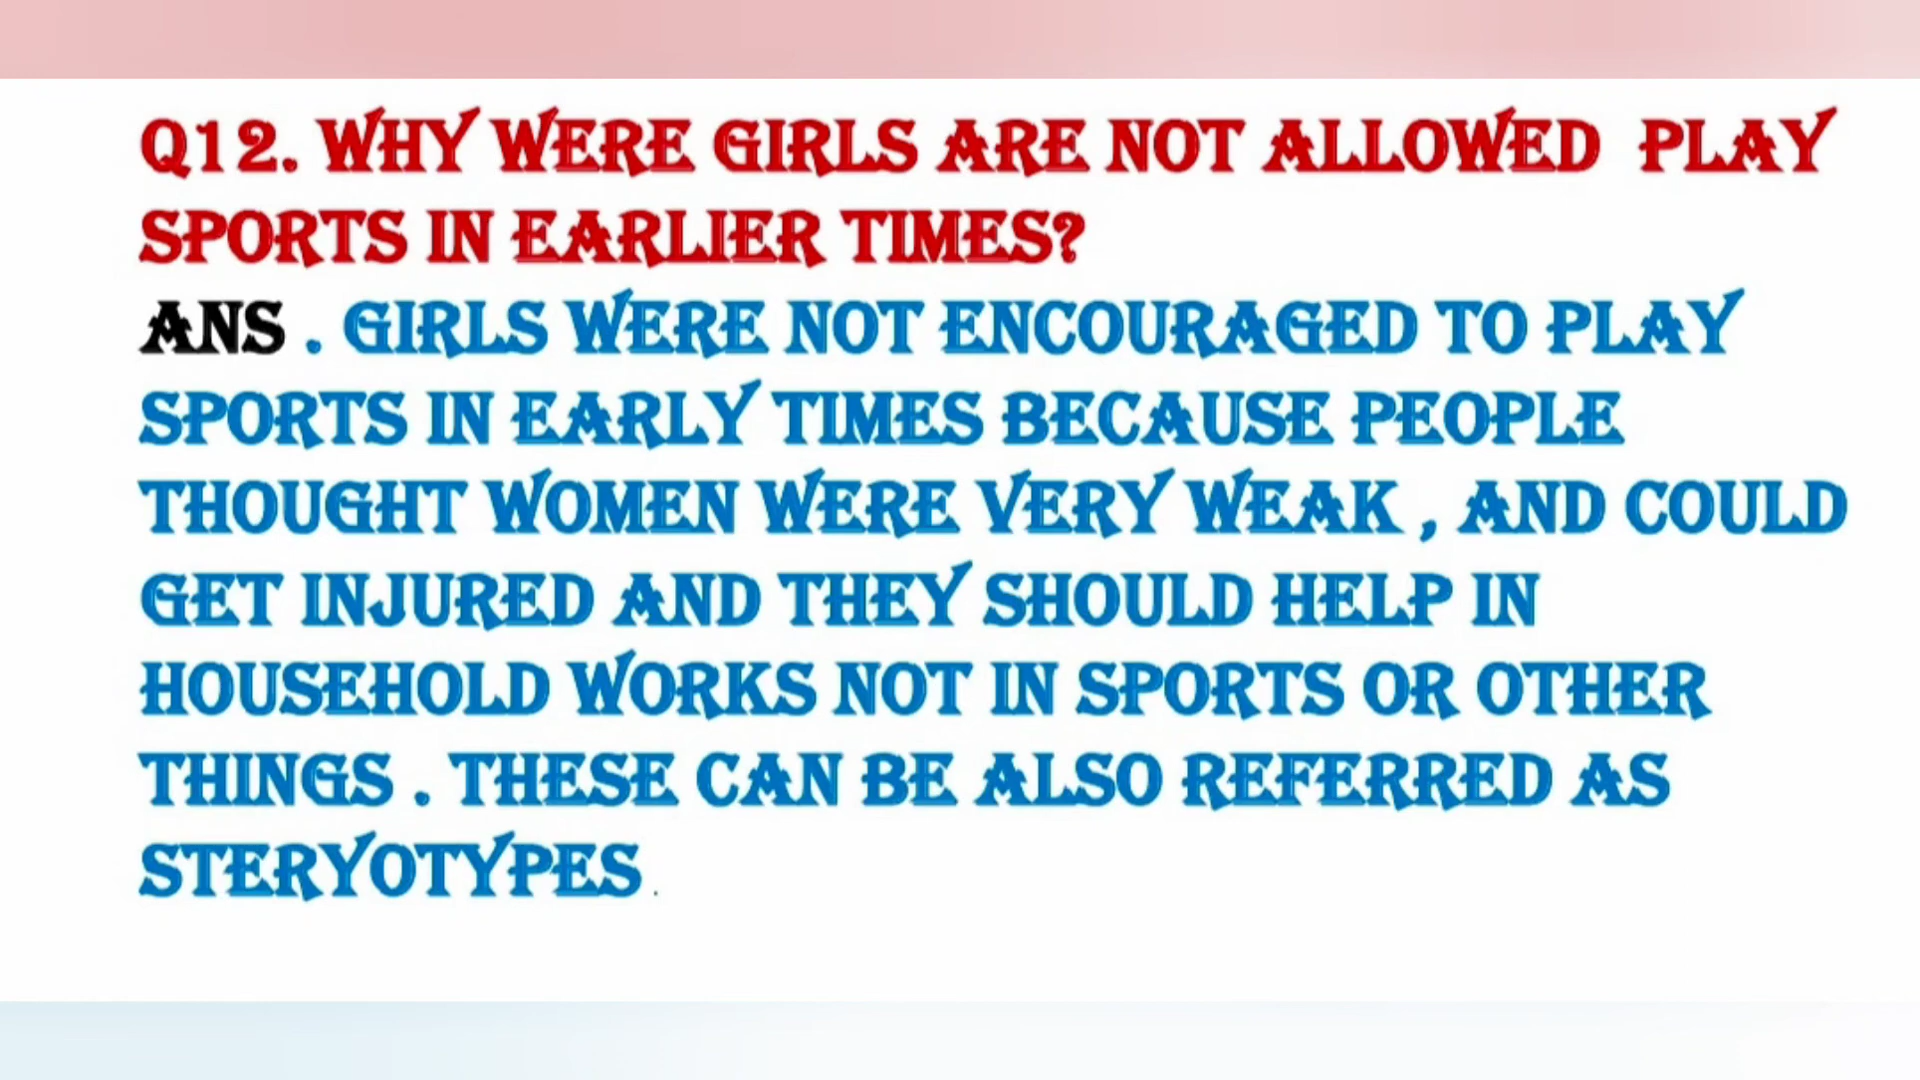 Q12. WHY WERE GIRLS ARE NOT ALLOWED PLAY
SPORTS IN EARLIER TIMES?
ANS . GIRLS WERE NOT ENCOURAGED TO PLAY
SPORTS IN EARLY TIMES BECAUSE PEOPLE
THOUGHT WOMEN WERE VERY WEAK , AND COULD
GET INJURED AND THEY SHOULD HELP IN
HOUSEHOLD WORKS NOT IN SPORTS OR OTHER
THINGS . THESE CAN BE ALSO REFERRED AS
STERYOTYPES .